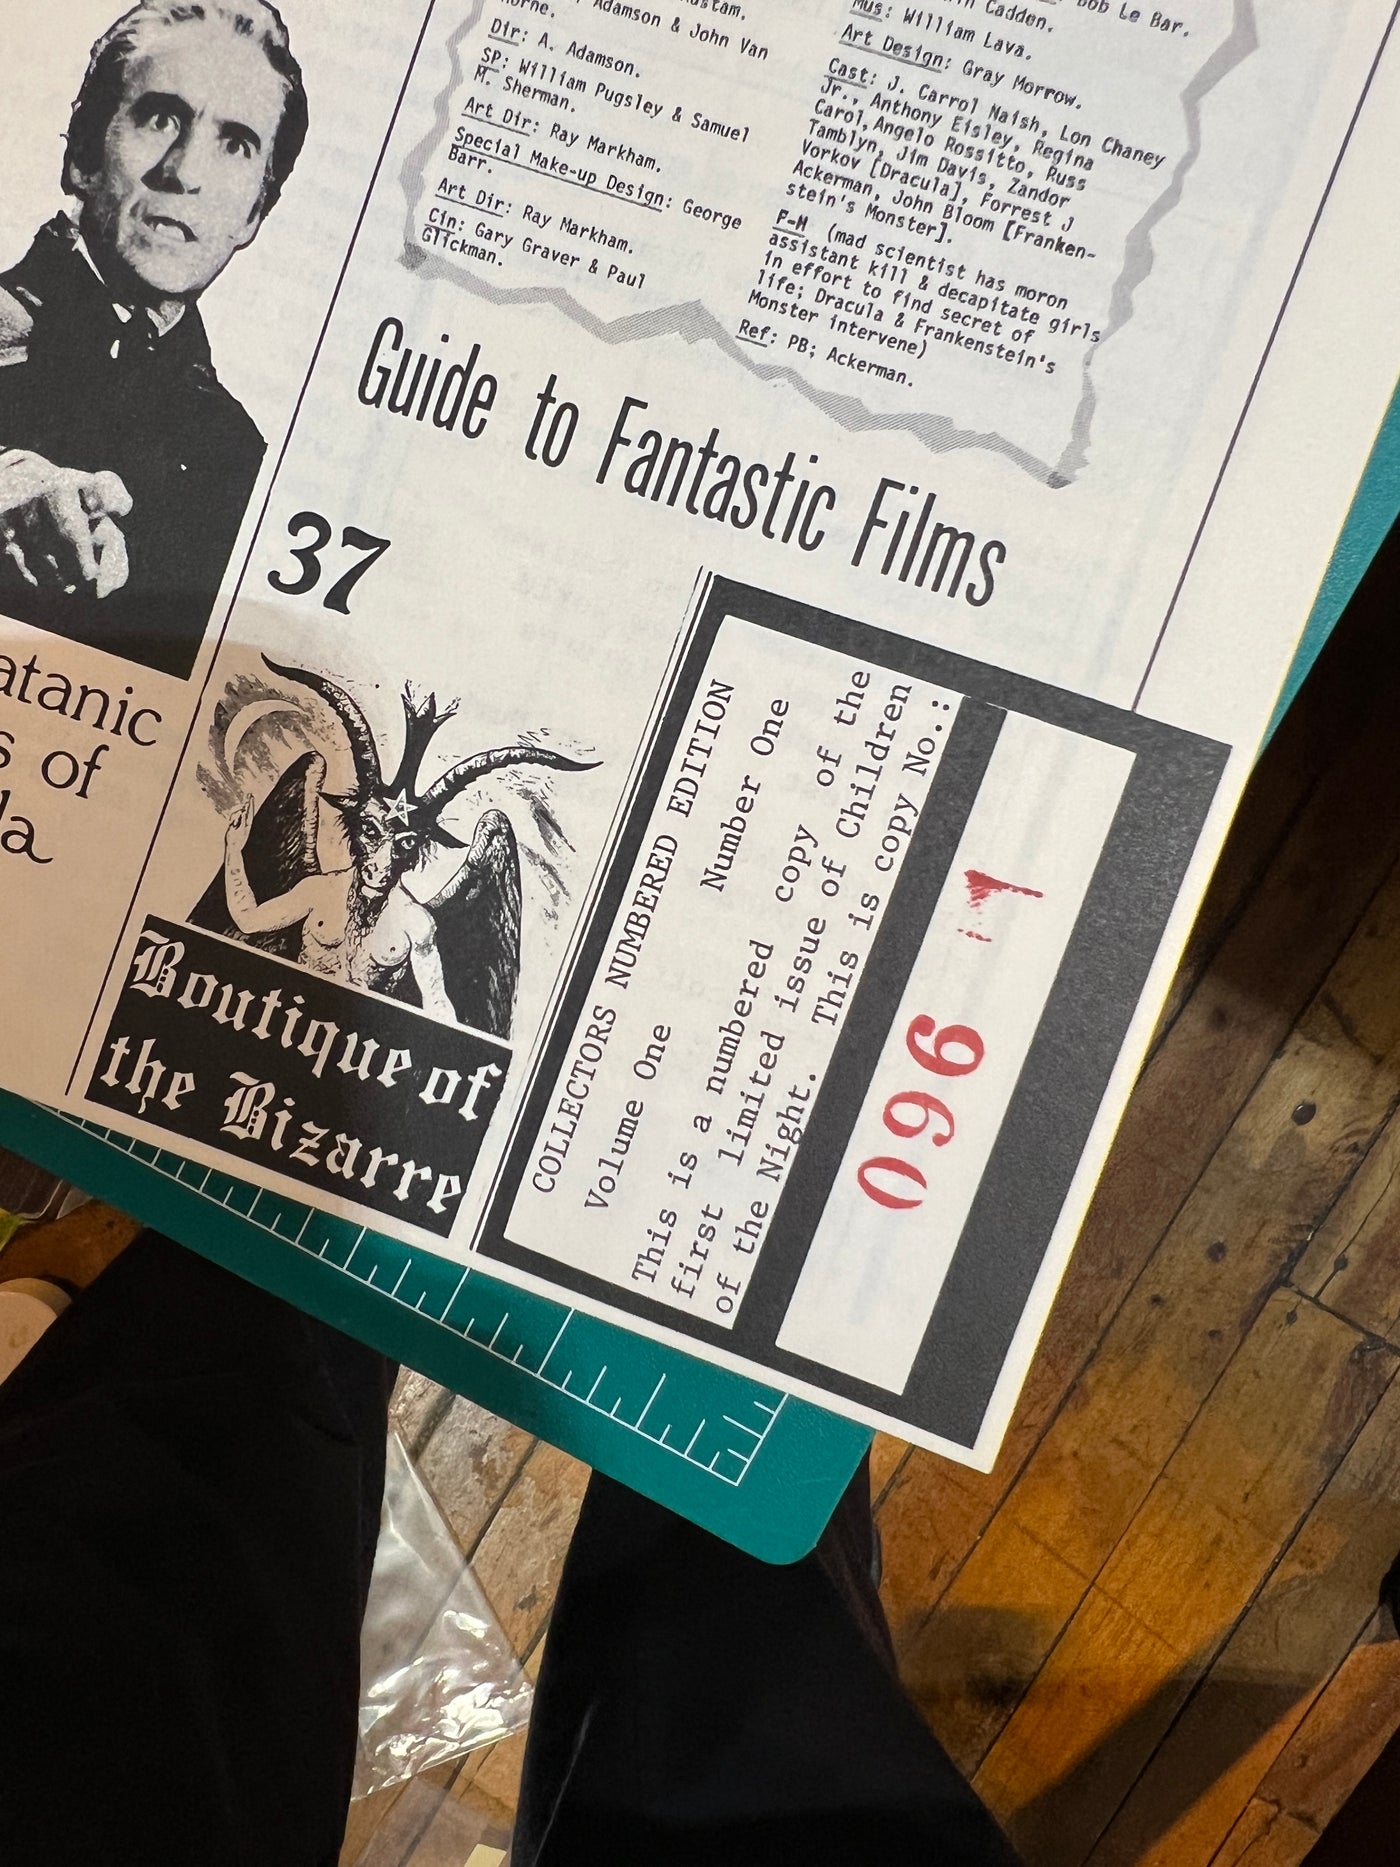 Adamson & John Van
Horne.
Dir: A. Adamson.
SP: William Pugsley & Samuel
M. Sherman.
Art Dir: Ray Markham.
Special Make-up Design: George
Barr.
Art Dir: Ray Markham.
Cin: Gary Graver & Paul
Glickman.
Bob Le Bar.
Cadden.
Mus: William Lava.
Art Design: Gray Morrow.
Cast: J. Carrol Naish, Lon Chaney
Jr., Anthony Eisley, Regina
Carol, Angelo Rossitto, Russ
Tamblyn, Jim Davis, Zandor
Vorkov [Dracula], Forrest J
Ackerman, John Bloom [Franken-
stein's Monster].
P-H (mad scientist has moron
assistant kill & decapitate girls
in effort to find secret of
life; Dracula & Frankenstein's
Monster intervene)
Ref: PB; Ackerman.
Guide to Fantastic Films
atanic
s of
la
37
Boutique of
the Bizarre
COLLECTORS NUMBERED EDITION
Volume One Number One
This is a numbered copy of the
first limited issue of Children
of the Night. This is copy No.:
096